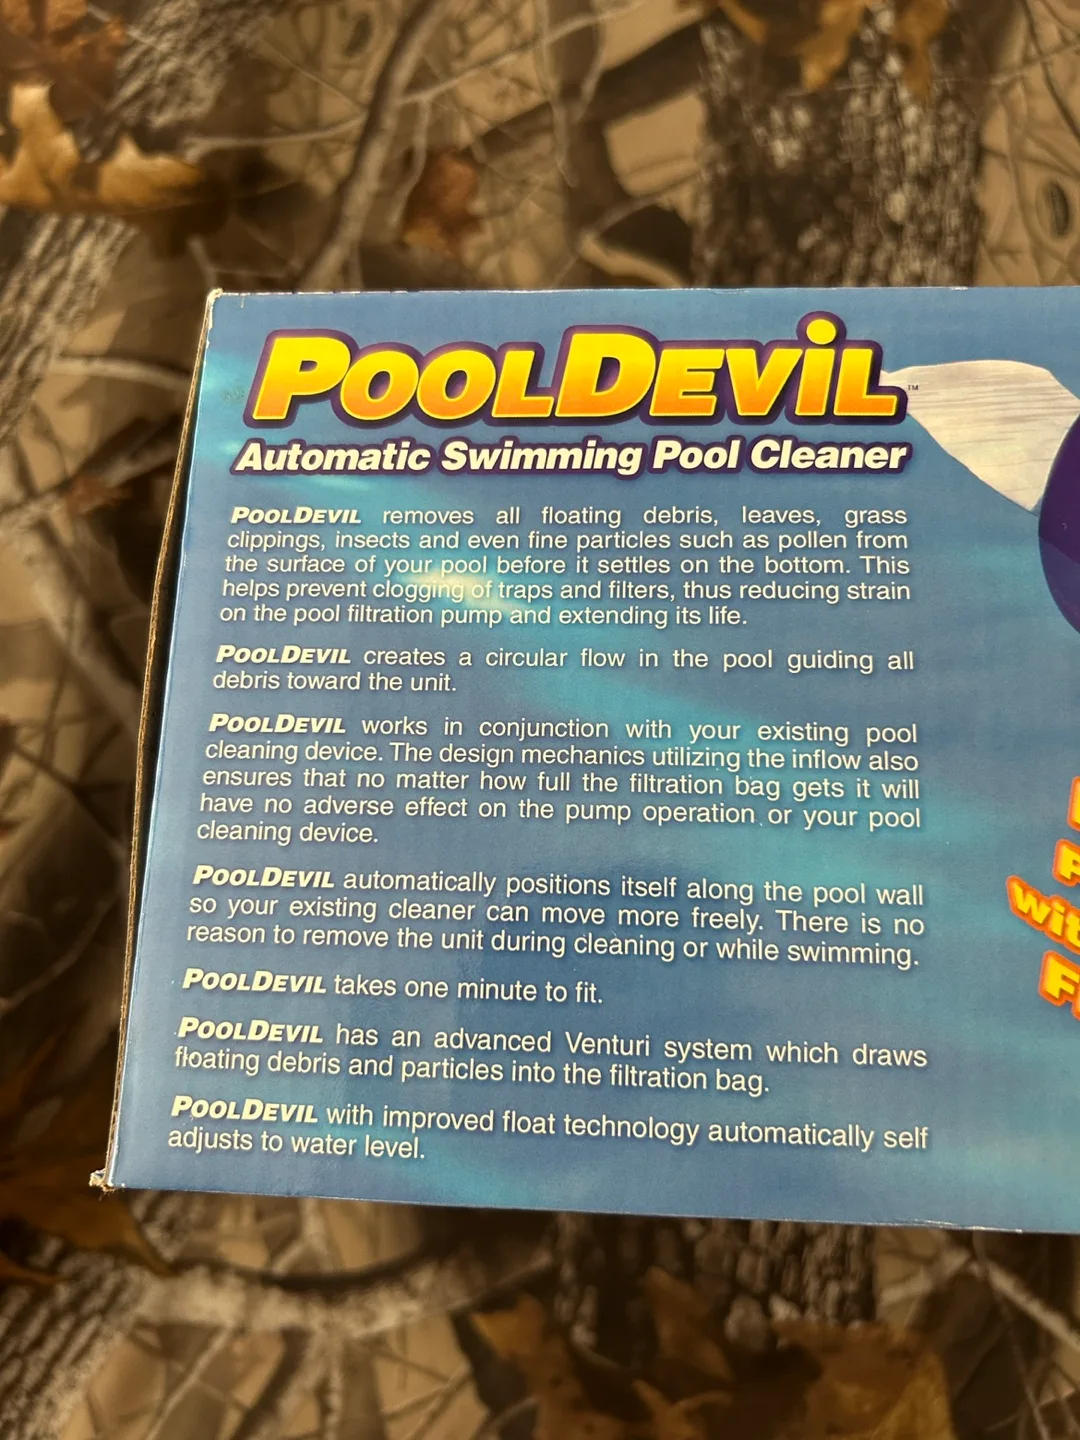 POOLDEVIL™
Automatic Swimming Pool Cleaner
POOLDEVIL removes all floating debris, leaves, grass
clippings, insects and even fine particles such as pollen from
the surface of your pool before it settles on the bottom. This
helps prevent clogging of traps and filters, thus reducing strain
on the pool filtration pump and extending its life.
POOLDEVIL creates a circular flow in the pool guiding all
debris toward the unit.
POOLDEVIL works in conjunction with your existing pool
cleaning device. The design mechanics utilizing the inflow also
ensures that no matter how full the filtration bag gets it will
have no adverse effect on the pump operation or your pool
cleaning device.
POOLDEVIL automatically positions itself along the pool wall
so your existing cleaner can move more freely. There is no
reason to remove the unit during cleaning or while swimming.
POOLDEVIL takes one minute to fit.
POOLDEVIL has an advanced Venturi system which draws
floating debris and particles into the filtration bag.
POOLDEVIL with improved float technology automatically self
adjusts to water level.